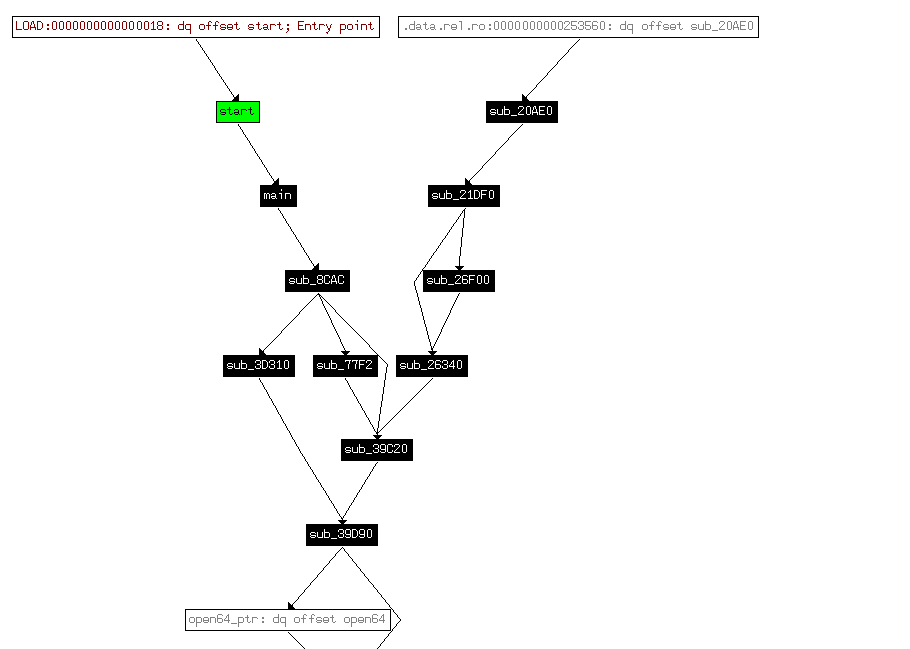 LOAD:0000000000000018: dq offset start; Entry point
.data.rel.ro:0000000000253560: dq offset sub_20AE0
start
sub_20AE0
main
sub_21DF0
sub_8CAC
sub_26F00
sub_3D310
sub_77F2
sub_26340
sub_39C20
sub_39D90
open64_ptr: dq offset open64